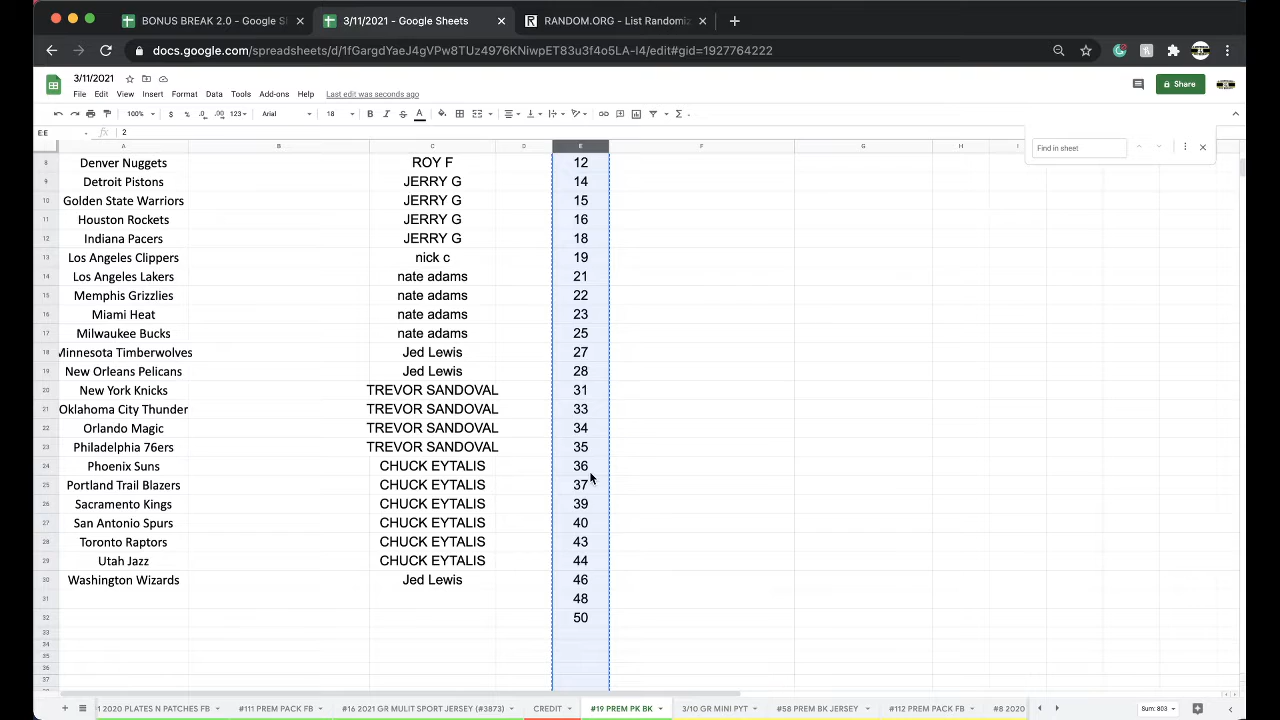 BONUS BREAK 2.0 - Google S
3/11/2021 - Google Sheets
RANDOM.ORG - List Randomiz
docs.google.com/spreadsheets/d/1fGargdYaeJ4gVPw8TUz4976KNiwpET83u3f4o5LA-I4/edit#gid=1927764222
3/11/2021
File Edit View Insert Format Data Tools Add-ons Help Last edit was seconds ago
Share
100% $ % .0 .00 123 Arial 18 B I S A
E:E fx 2
Find in sheet
A B C D E F G H I
8 Denver Nuggets ROY F 12
9 Detroit Pistons JERRY G 14
10 Golden State Warriors JERRY G 15
11 Houston Rockets JERRY G 16
12 Indiana Pacers JERRY G 18
13 Los Angeles Clippers nick c 19
14 Los Angeles Lakers nate adams 21
15 Memphis Grizzlies nate adams 22
16 Miami Heat nate adams 23
17 Milwaukee Bucks nate adams 25
18 Minnesota Timberwolves Jed Lewis 27
19 New Orleans Pelicans Jed Lewis 28
20 New York Knicks TREVOR SANDOVAL 31
21 Oklahoma City Thunder TREVOR SANDOVAL 33
22 Orlando Magic TREVOR SANDOVAL 34
23 Philadelphia 76ers TREVOR SANDOVAL 35
24 Phoenix Suns CHUCK EYTALIS 36
25 Portland Trail Blazers CHUCK EYTALIS 37
26 Sacramento Kings CHUCK EYTALIS 39
27 San Antonio Spurs CHUCK EYTALIS 40
28 Toronto Raptors CHUCK EYTALIS 43
29 Utah Jazz CHUCK EYTALIS 44
30 Washington Wizards Jed Lewis 46
31 48
32 50
33
34
35
36
37
1 2020 PLATES N PATCHES FB #111 PREM PACK FB #16 2021 GR MULIT SPORT JERSEY (#3873) CREDIT #19 PREM PK BK 3/10 GR MINI PYT #58 PREM BK JERSEY #112 PREM PACK FB #8 2020 Sum: 803